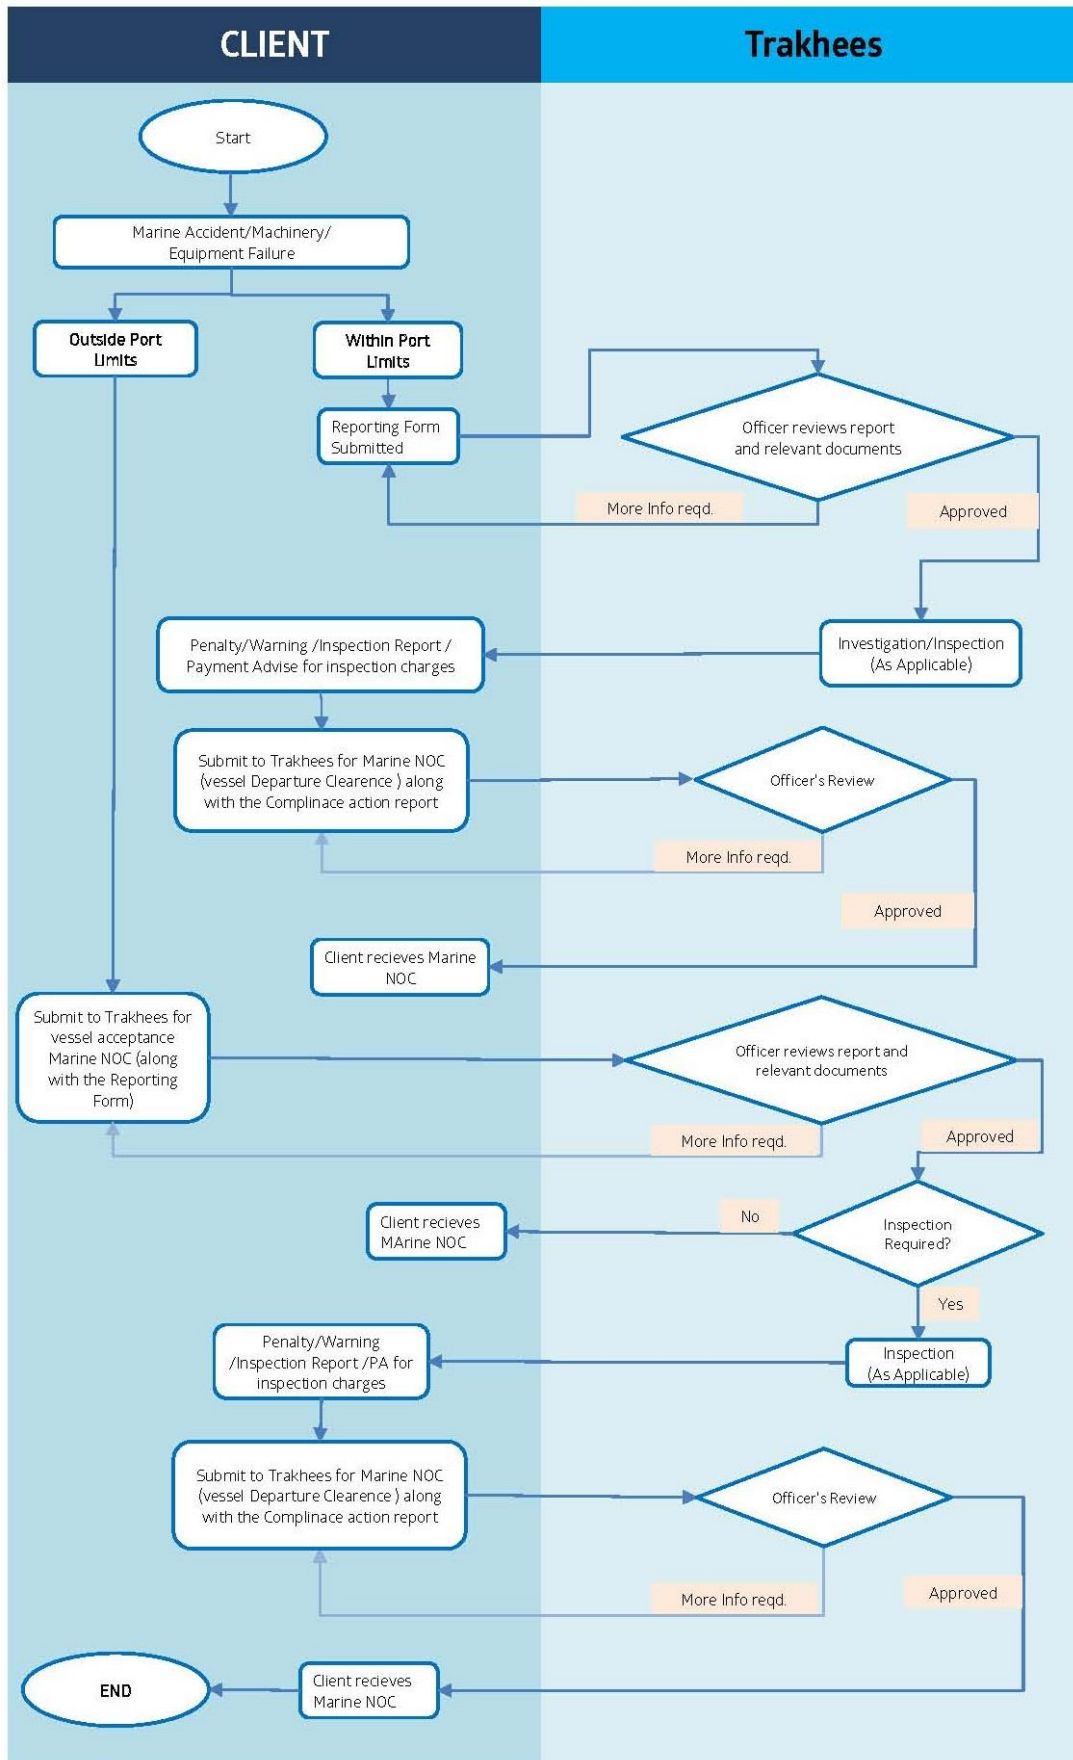 CLIENT
Trakhees
Start
Marine Accident/Machinery/
Equipment Failure
Outside Port
Limits
Within Port
Limits
Reporting Form
Submitted
Officer reviews report
and relevant documents
More Info reqd.
Approved
Penalty/Warning /Inspection Report /
Payment Advise for inspection charges
Investigation/Inspection
(As Applicable)
Submit to Trakhees for Marine NOC
(vessel Departure Clearence ) along
with the Complinace action report
Officer's Review
More Info reqd.
Approved
Client recieves Marine
NOC
Submit to Trakhees for
vessel acceptance
Marine NOC (along
with the Reporting
Form)
Officer reviews report and
relevant documents
More Info reqd.
Approved
Client recieves
MArine NOC
No
Inspection
Required?
Yes
Penalty/Warning
/Inspection Report /PA for
inspection charges
Inspection
(As Applicable)
Submit to Trakhees for Marine NOC
(vessel Departure Clearence ) along
with the Complinace action report
Officer's Review
More Info reqd.
Approved
END
Client recieves
Marine NOC